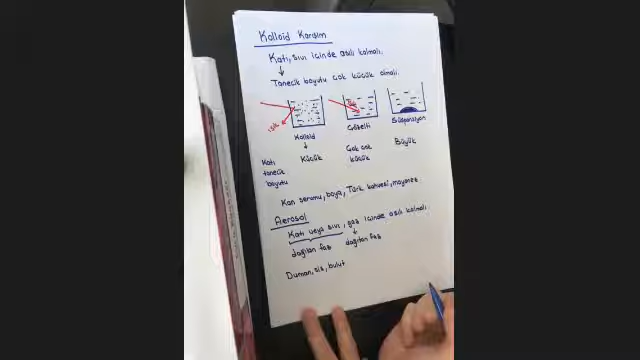 Kolloid Karışım
Katı, sıvı içinde asılı kalmalı.
Tanecik boyutu çok küçük olmalı.
ışık
Kolloid
Çözelti
Süspansiyon
Katı tanecik boyutu
Küçük
Çok çok küçük
Büyük
Kan serumu, boya, Türk kahvesi, mayonez
Aerosol
Katı veya sıvı, gaz içinde asılı kalmalı.
dağılan faz
dağıtan faz
Duman, sis, bulut